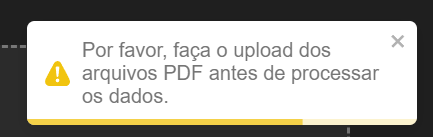 Por favor, faça o upload dos
arquivos PDF antes de processar
os dados.